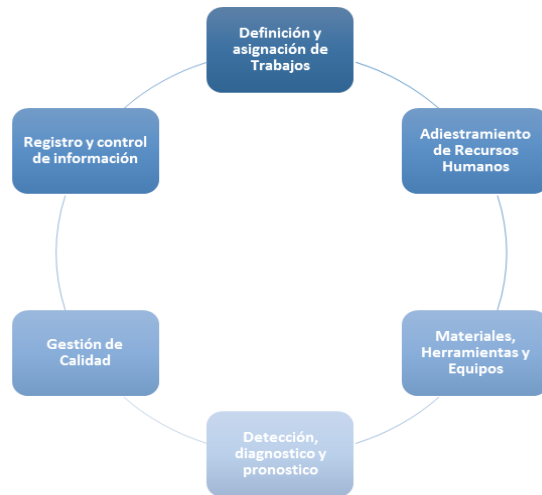 Definición y
asignación de
Trabajos
Adiestramiento
de Recursos
Humanos
Materiales,
Herramientas y
Equipos
Detección,
diagnostico y
pronostico
Gestión de
Calidad
Registro y control
de información